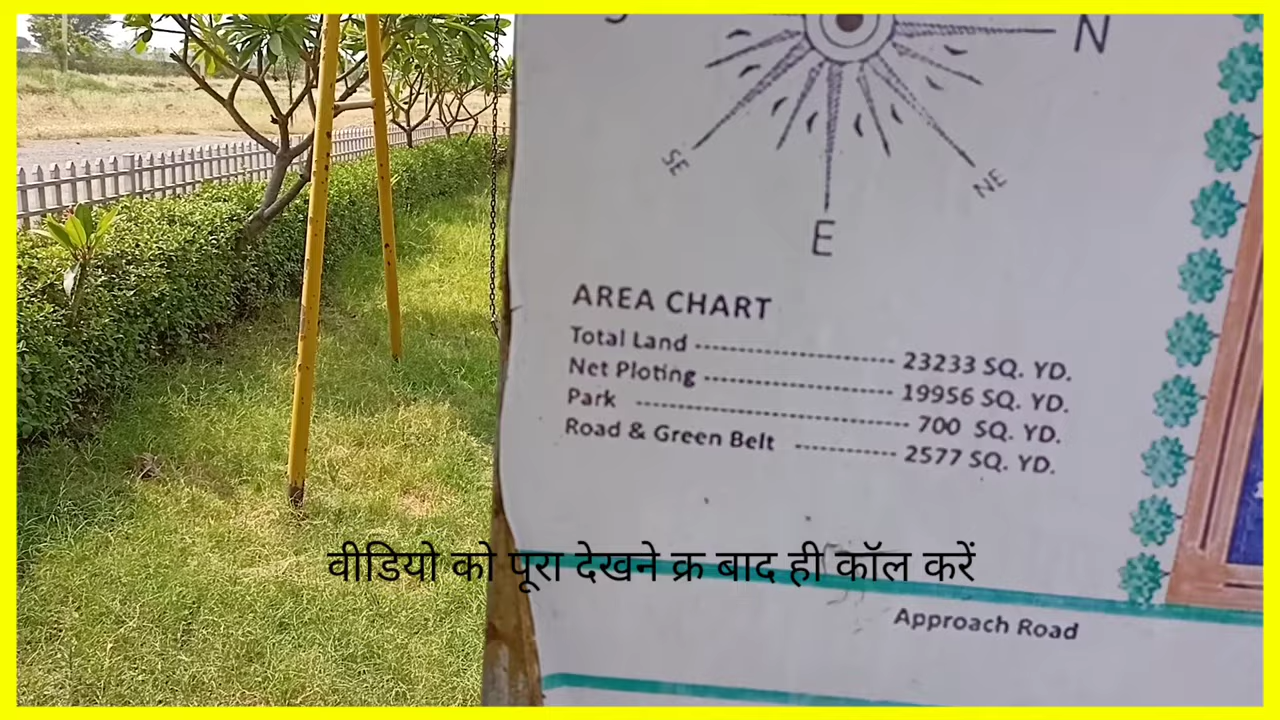 N
SE
NE
E
AREA CHART
Total Land ------------------------ 23233 SQ. YD.
Net Ploting ----------------------- 19956 SQ. YD.
Park --------------------------------- 700 SQ. YD.
Road & Green Belt ------------ 2577 SQ. YD.
वीडियो को पूरा देखने क्र बाद ही कॉल करें
Approach Road